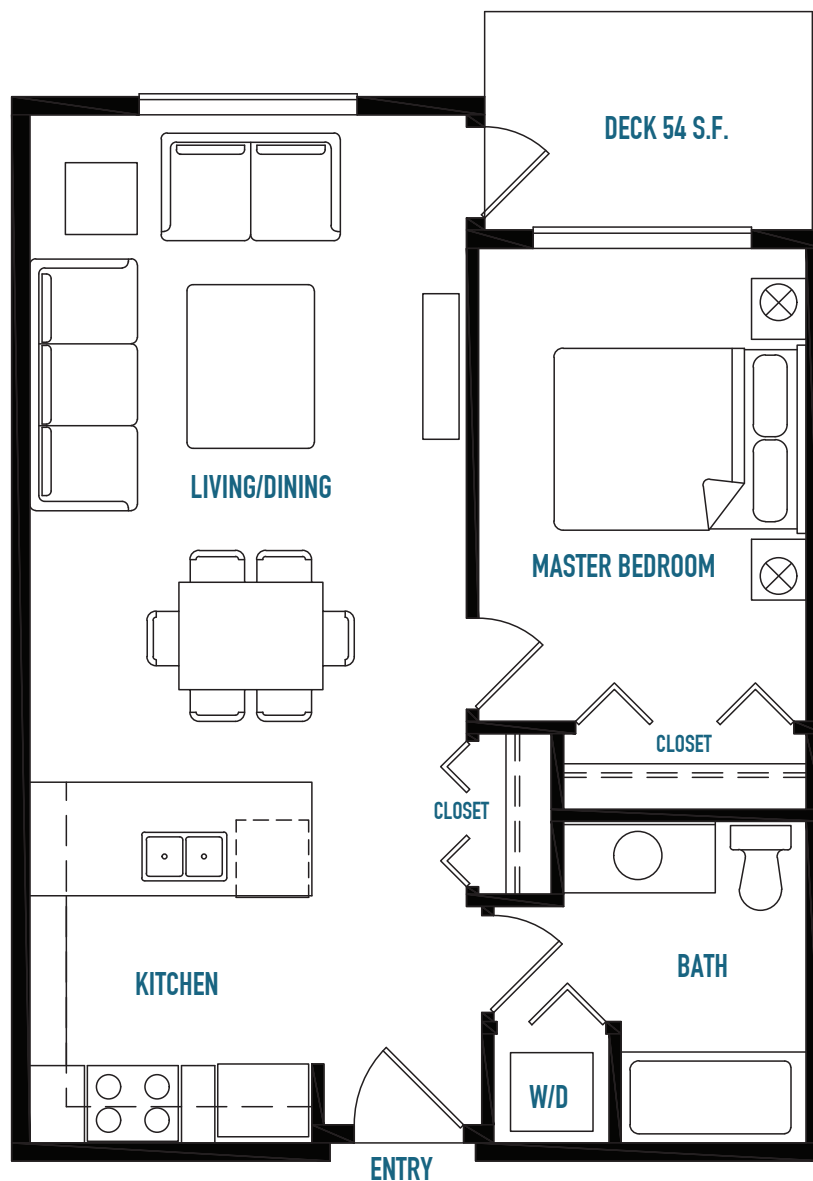 DECK 54 S.F.
LIVING/DINING
MASTER BEDROOM
CLOSET
CLOSET
KITCHEN
BATH
W/D
ENTRY